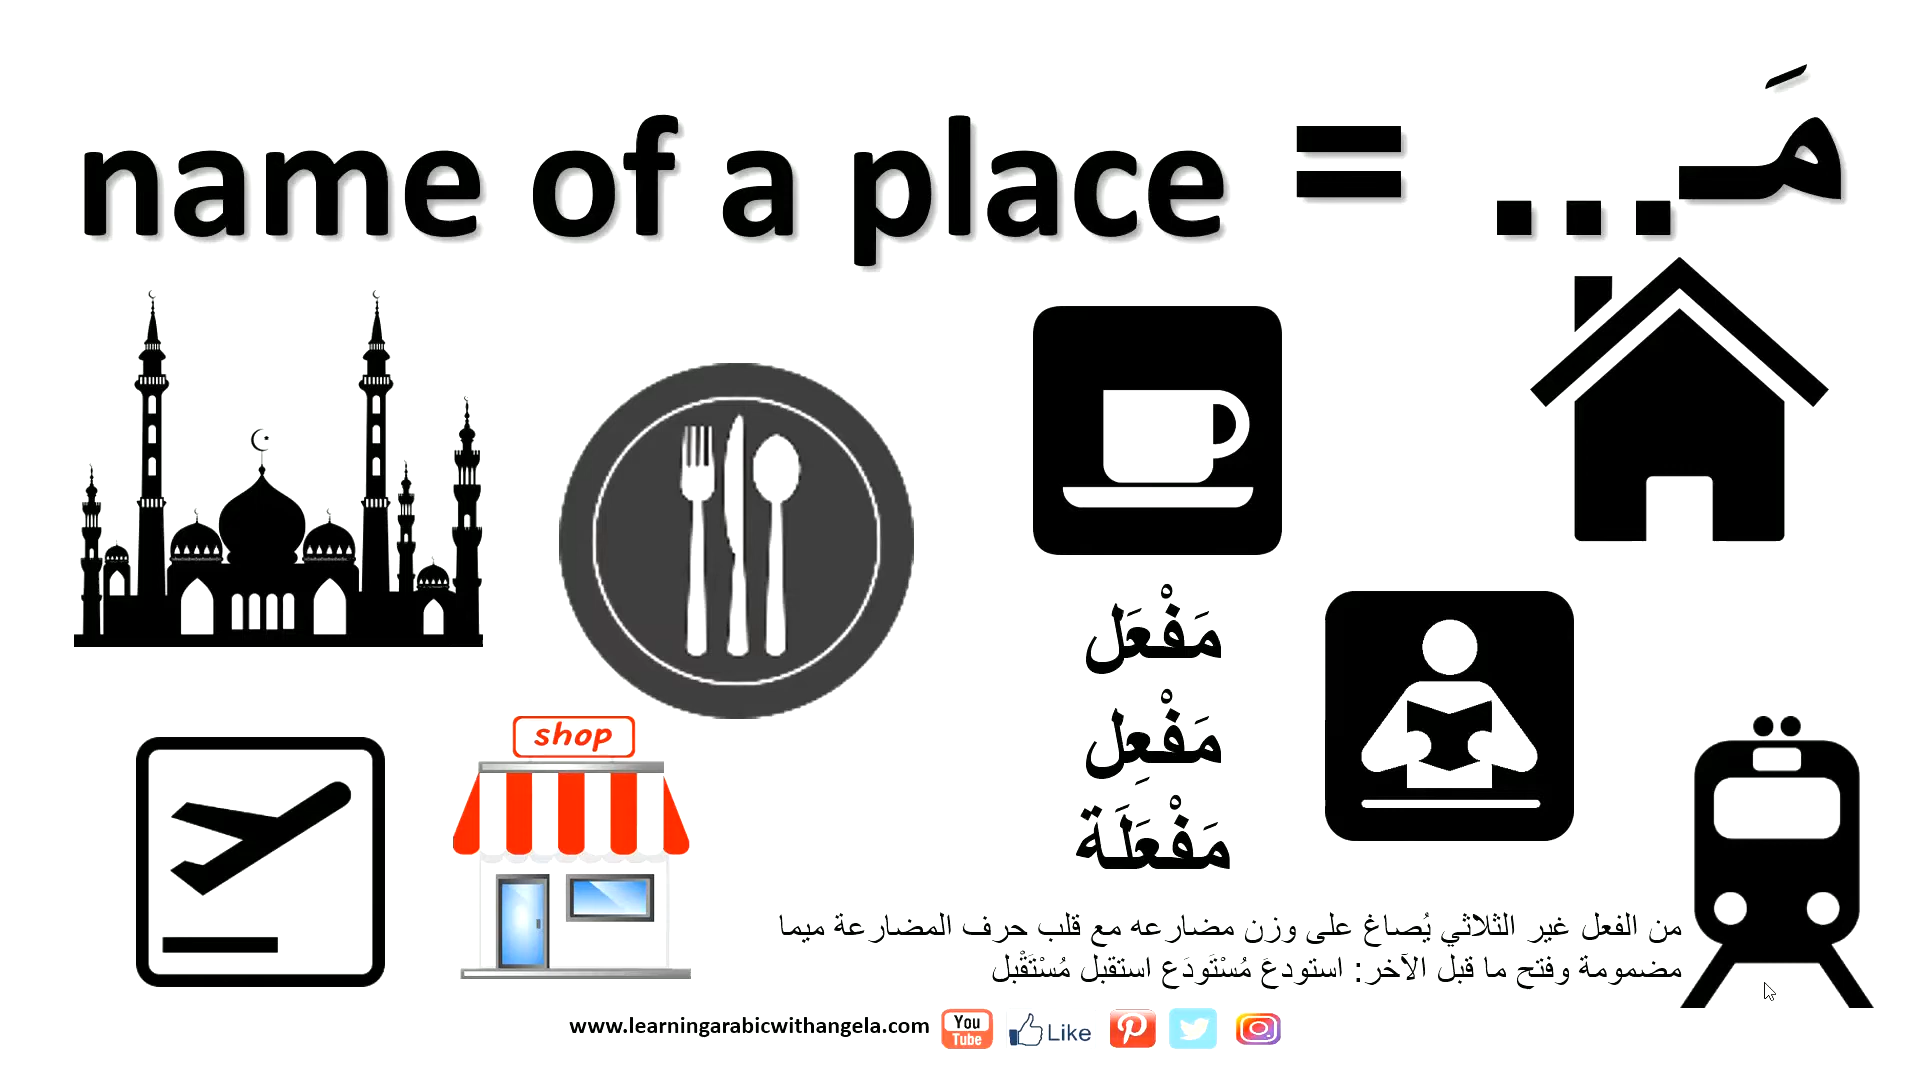 name of a place = مَـ...
shop
مَفْعَل
مَفْعِل
مَفْعَلَة
من الفعل غير الثلاثي يُصاغ على وزن مضارعه مع قلب حرف المضارعة ميما
مضمومة وفتح ما قبل الآخر: استودعَ مُسْتَودَع استقبل مُسْتَقْبل
www.learningarabicwithangela.com You Tube Like